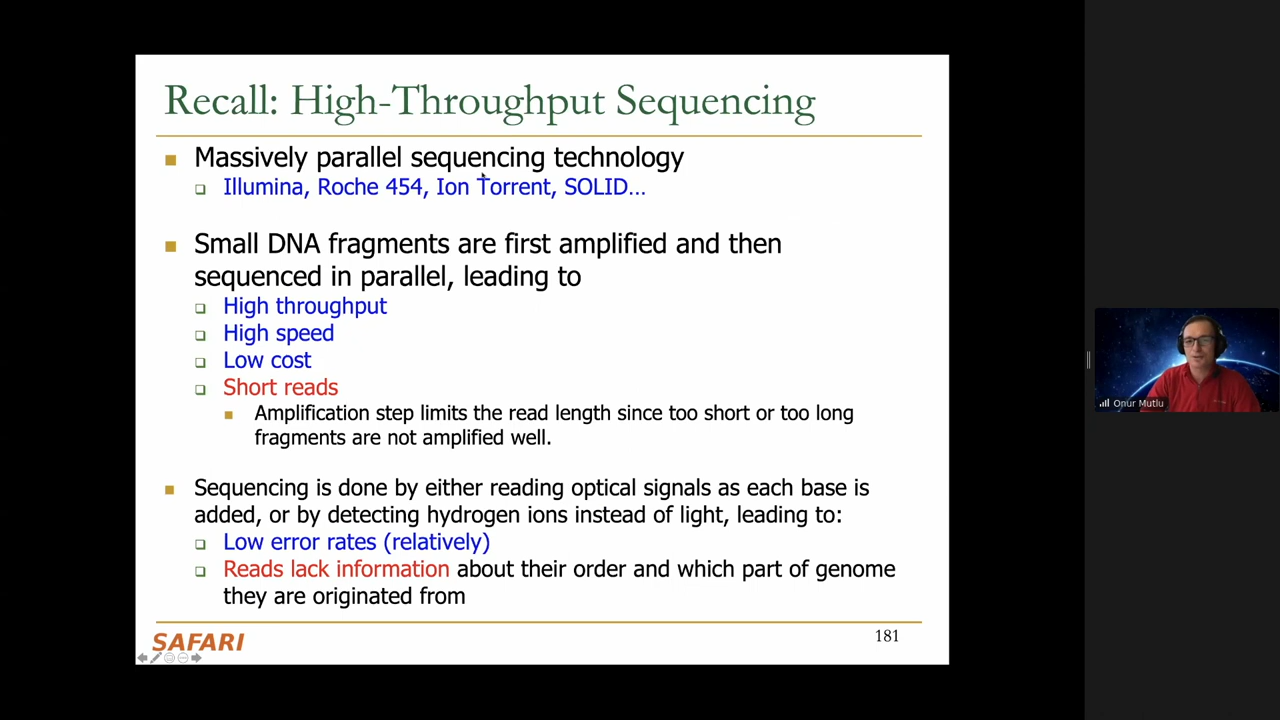 Recall: High-Throughput Sequencing
Massively parallel sequencing technology
Illumina, Roche 454, Ion Torrent, SOLID…
Small DNA fragments are first amplified and then
sequenced in parallel, leading to
High throughput
High speed
Low cost
Short reads
Amplification step limits the read length since too short or too long
fragments are not amplified well.
Sequencing is done by either reading optical signals as each base is
added, or by detecting hydrogen ions instead of light, leading to:
Low error rates (relatively)
Reads lack information about their order and which part of genome
they are originated from
SAFARI
181
Onur Mutlu